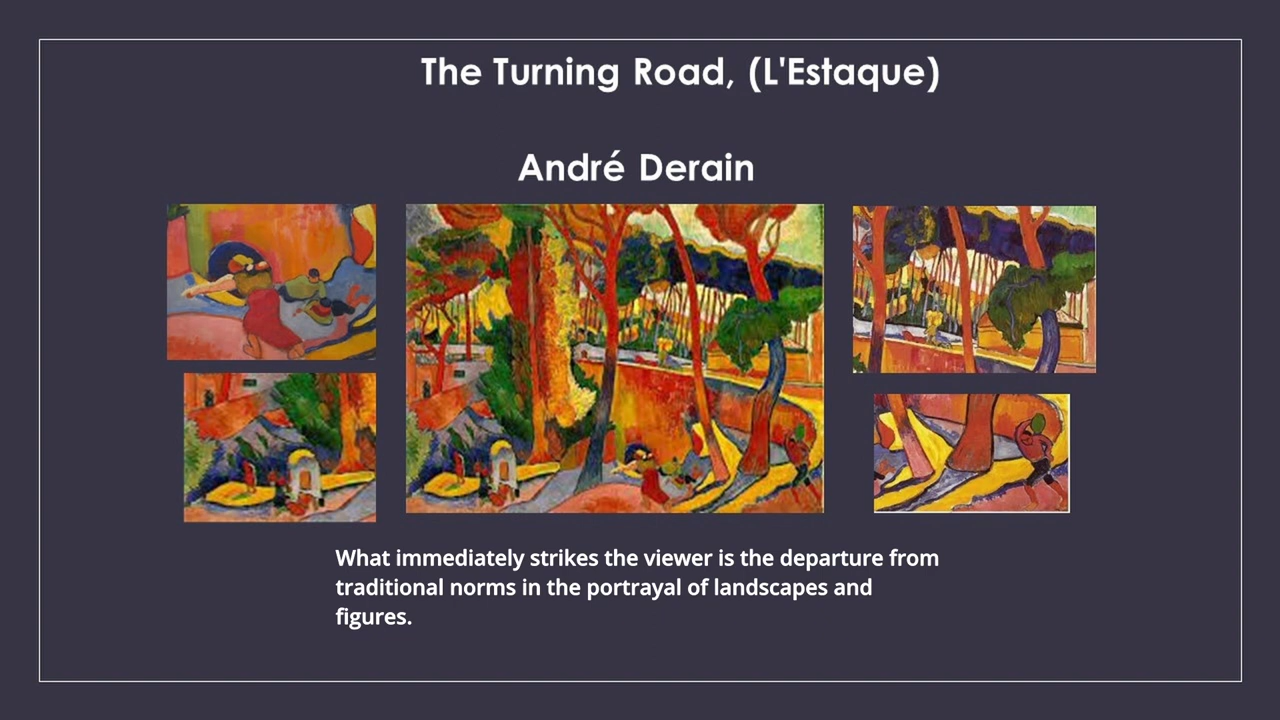 The Turning Road, (L'Estaque)
André Derain
What immediately strikes the viewer is the departure from
traditional norms in the portrayal of landscapes and
figures.